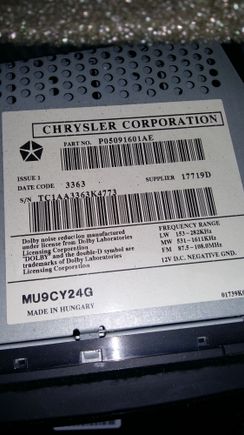 CHRYSLER CORPORATION
PART NO. P05091601AE
ISSUE 1
DATE CODE 3363 SUPPLIER 17719D
S/N TC1AA3363K4773
Dolby noise reduction manufactured
under license from Dolby Laboratories
Licensing Corporation
"DOLBY" and the double-D symbol are
trademarks of Dolby Laboratories
Licensing Corporation.
FREQUENCY RANGE
LW 153-282KHz
MW 531-1611KHz
FM 87.5-108.0MHz
12V D.C. NEGATIVE GND.
MU9CY24G
MADE IN HUNGARY